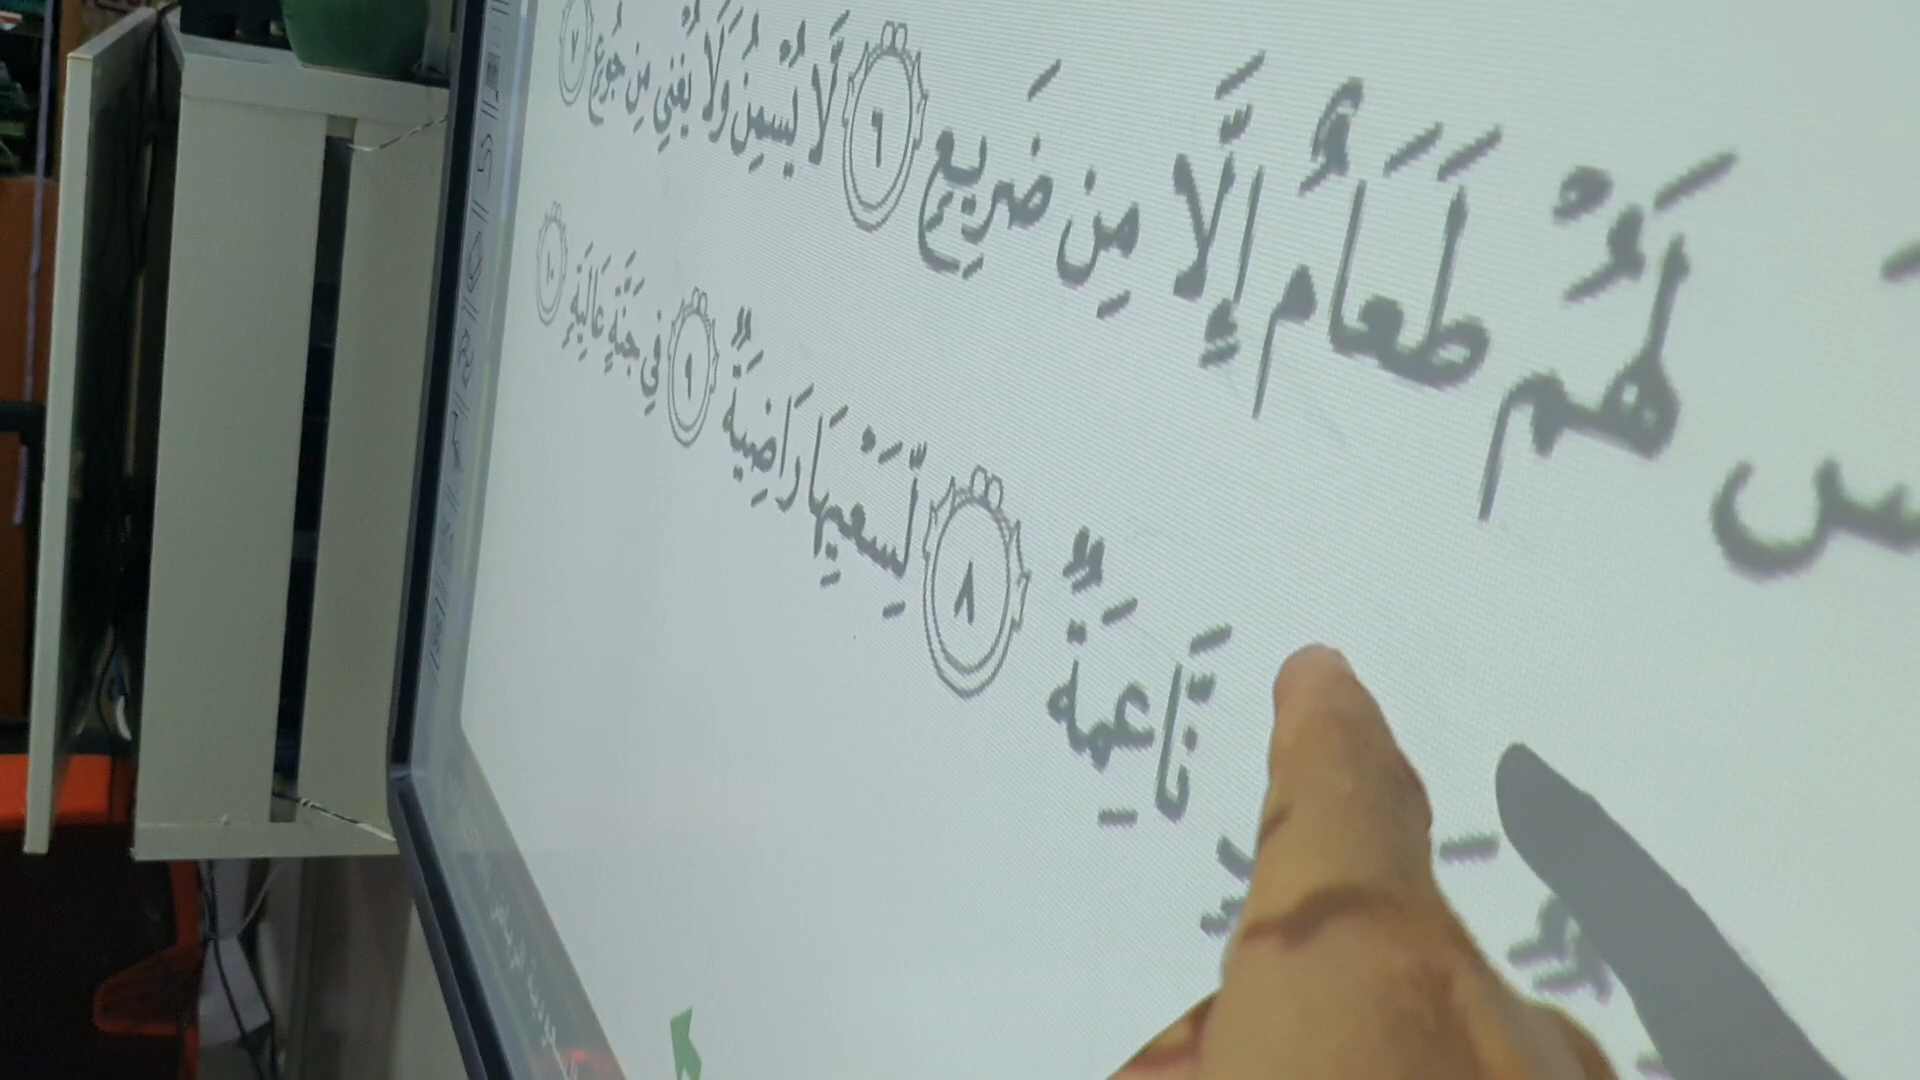 لَّيْسَ لَهُمْ طَعَامٌ إِلَّا مِن ضَرِيعٍ ٦ لَّا يُسْمِنُ وَلَا يُغْنِي مِن جُوعٍ ٧
نَّاعِمَةٌ ٨ لِّسَعْيِهَا رَاضِيَةٌ ٩ فِي جَنَّةٍ عَالِيَةٍ ١٠